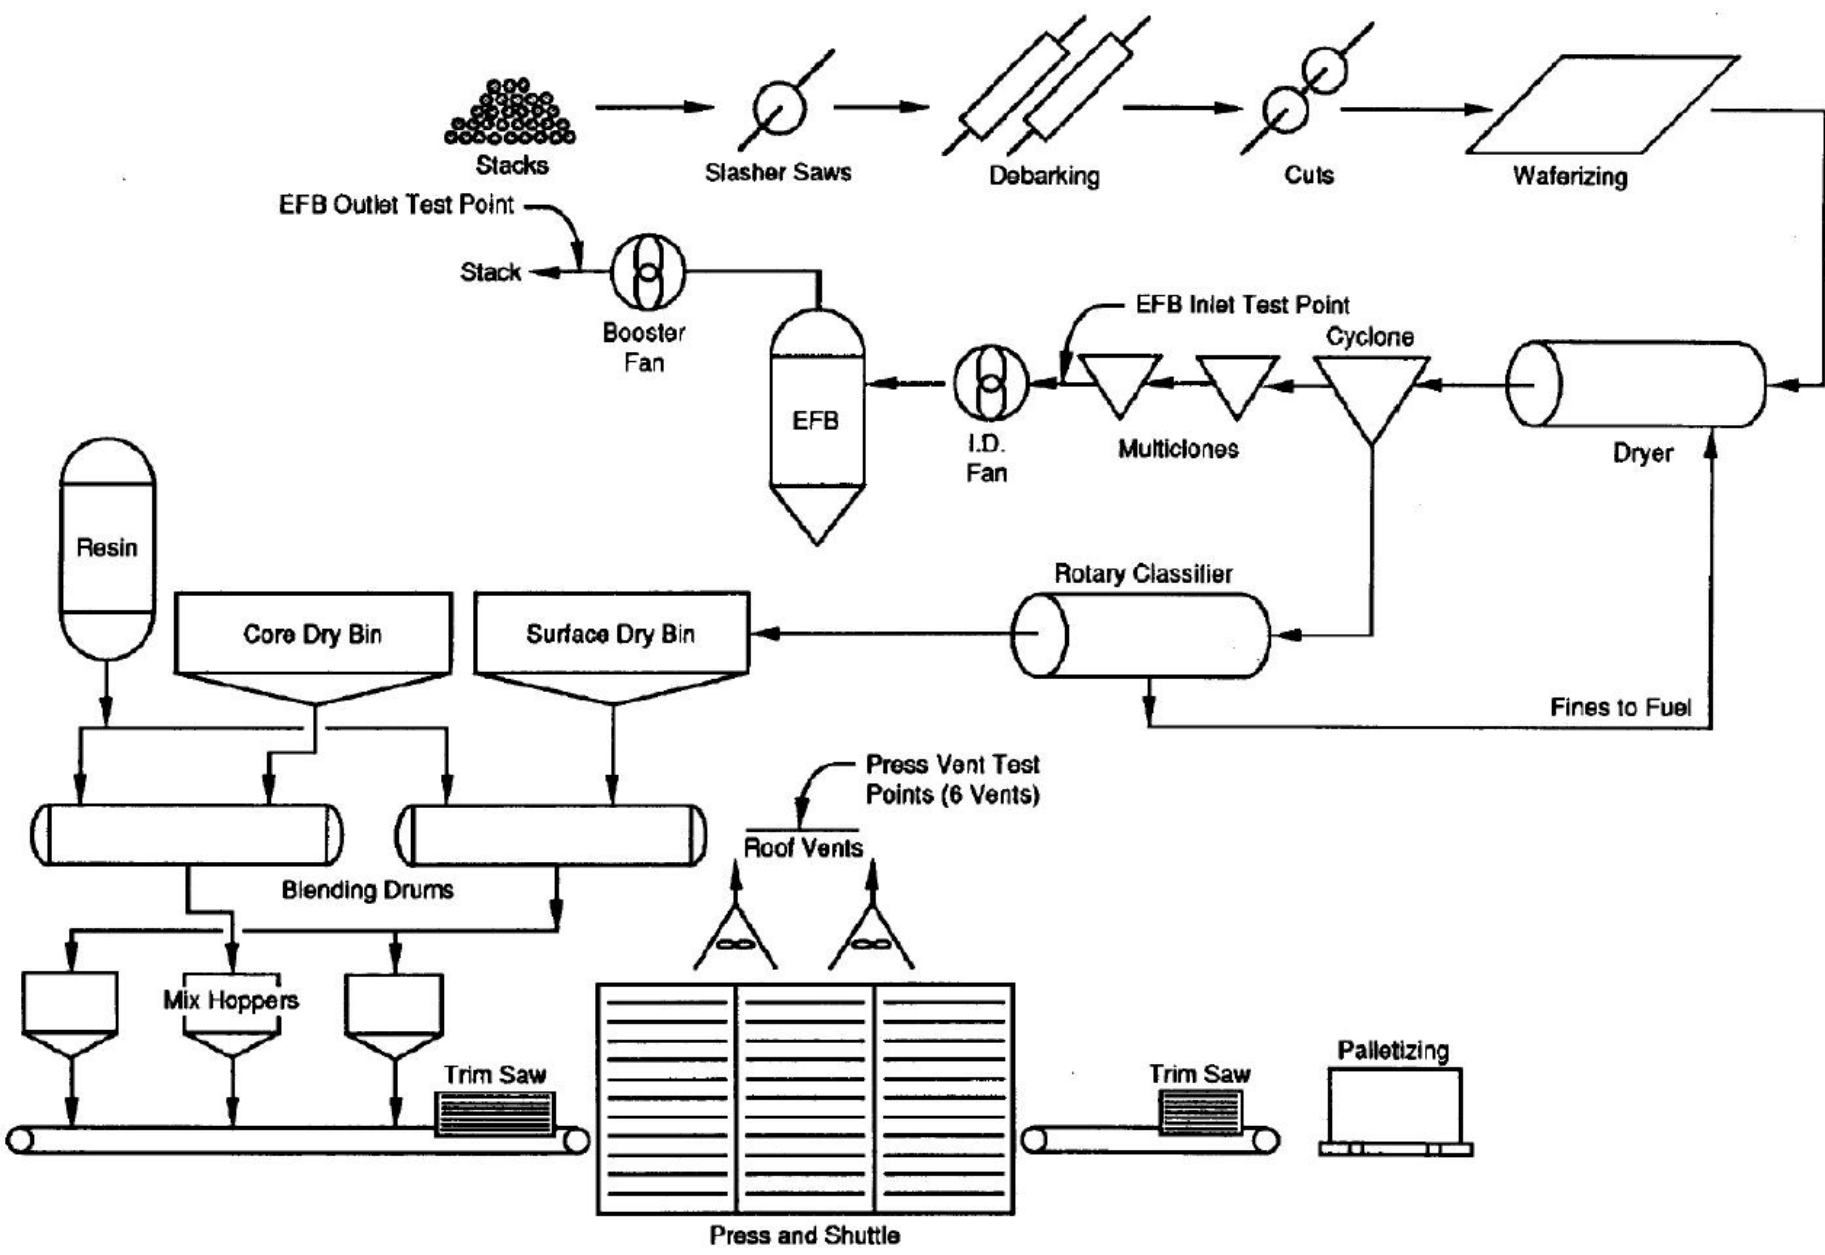 Stacks
Slasher Saws
Debarking
Cuts
Waferizing
EFB Outlet Test Point
Stack
Booster
Fan
EFB Inlet Test Point
Cyclone
EFB
I.D.
Fan
Multiclones
Dryer
Resin
Core Dry Bin
Surface Dry Bin
Rotary Classifier
Fines to Fuel
Press Vent Test
Points (6 Vents)
Roof Vents
Blending Drums
Mix Hoppers
Trim Saw
Trim Saw
Palletizing
Press and Shuttle